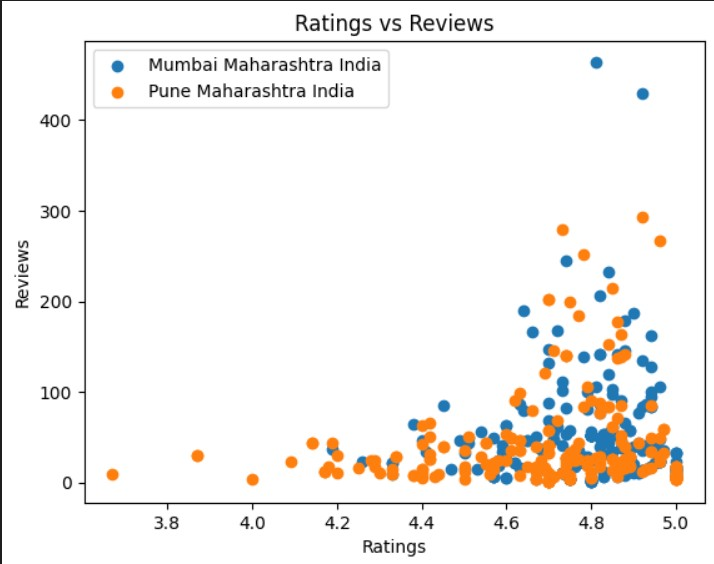 Ratings vs Reviews
Mumbai Maharashtra India
Pune Maharashtra India
400
300
200
100
0
Reviews
3.8 4.0 4.2 4.4 4.6 4.8 5.0
Ratings